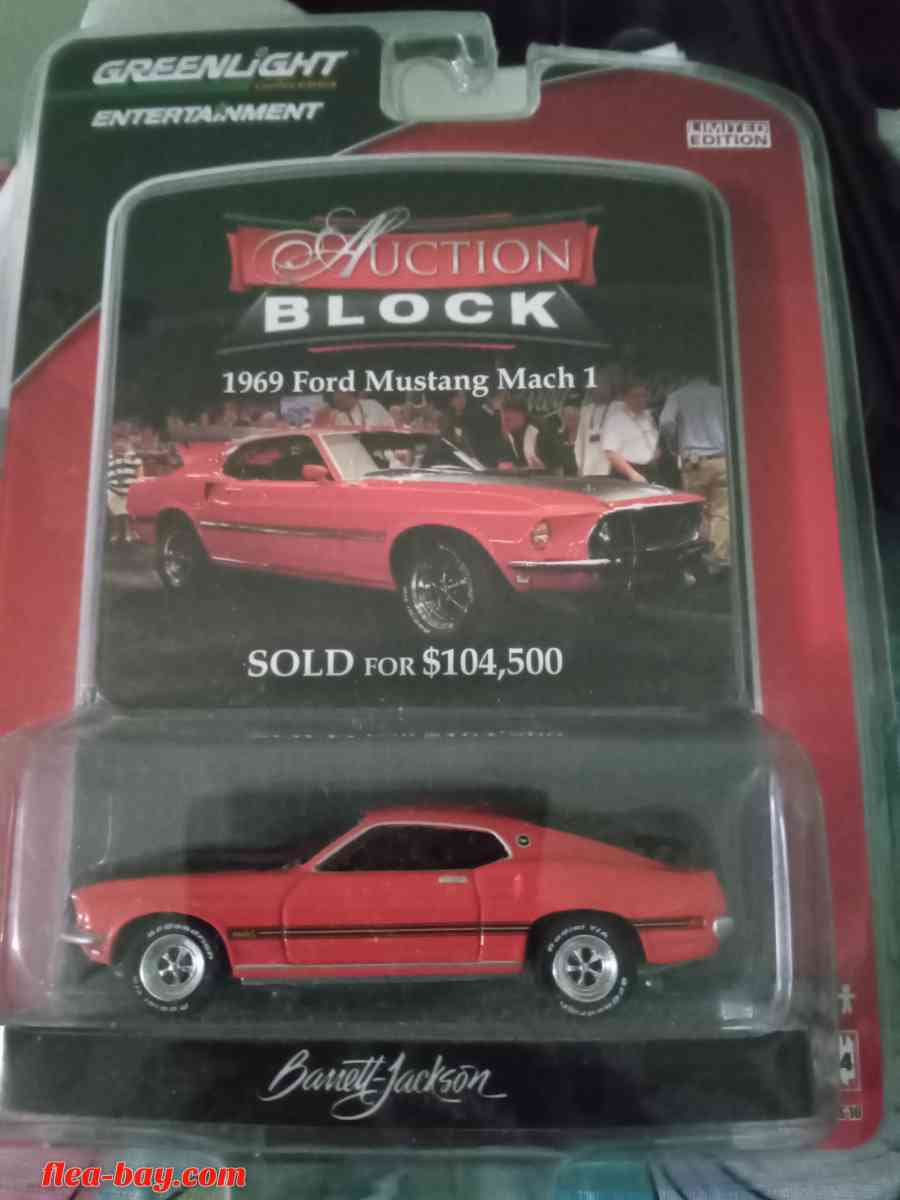 GREENLiGHT
ENTERTAiNMENT
LIMITED
EDITION
AUCTION
BLOCK
1969 Ford Mustang Mach 1
SOLD FOR $104,500
Barrett-Jackson
flea-bay.com